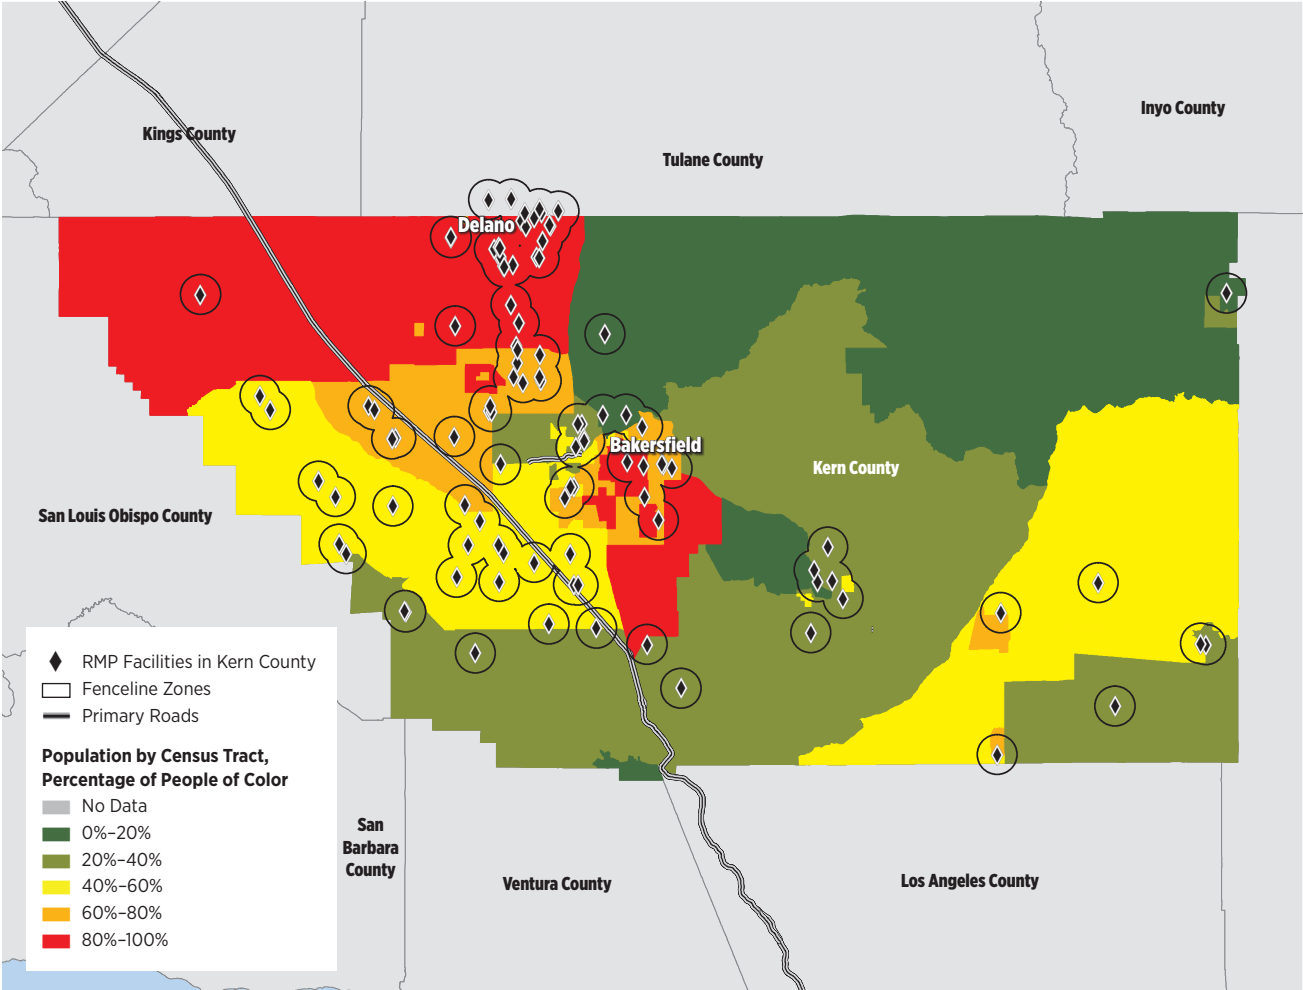 Inyo County
Kings County
Tulane County
Delano
Bakersfield
Kern County
San Louis Obispo County
RMP Facilities in Kern County
Fenceline Zones
Primary Roads
Population by Census Tract,
Percentage of People of Color
No Data
0%–20%
20%–40%
40%–60%
60%–80%
80%–100%
San
Barbara
County
Ventura County
Los Angeles County